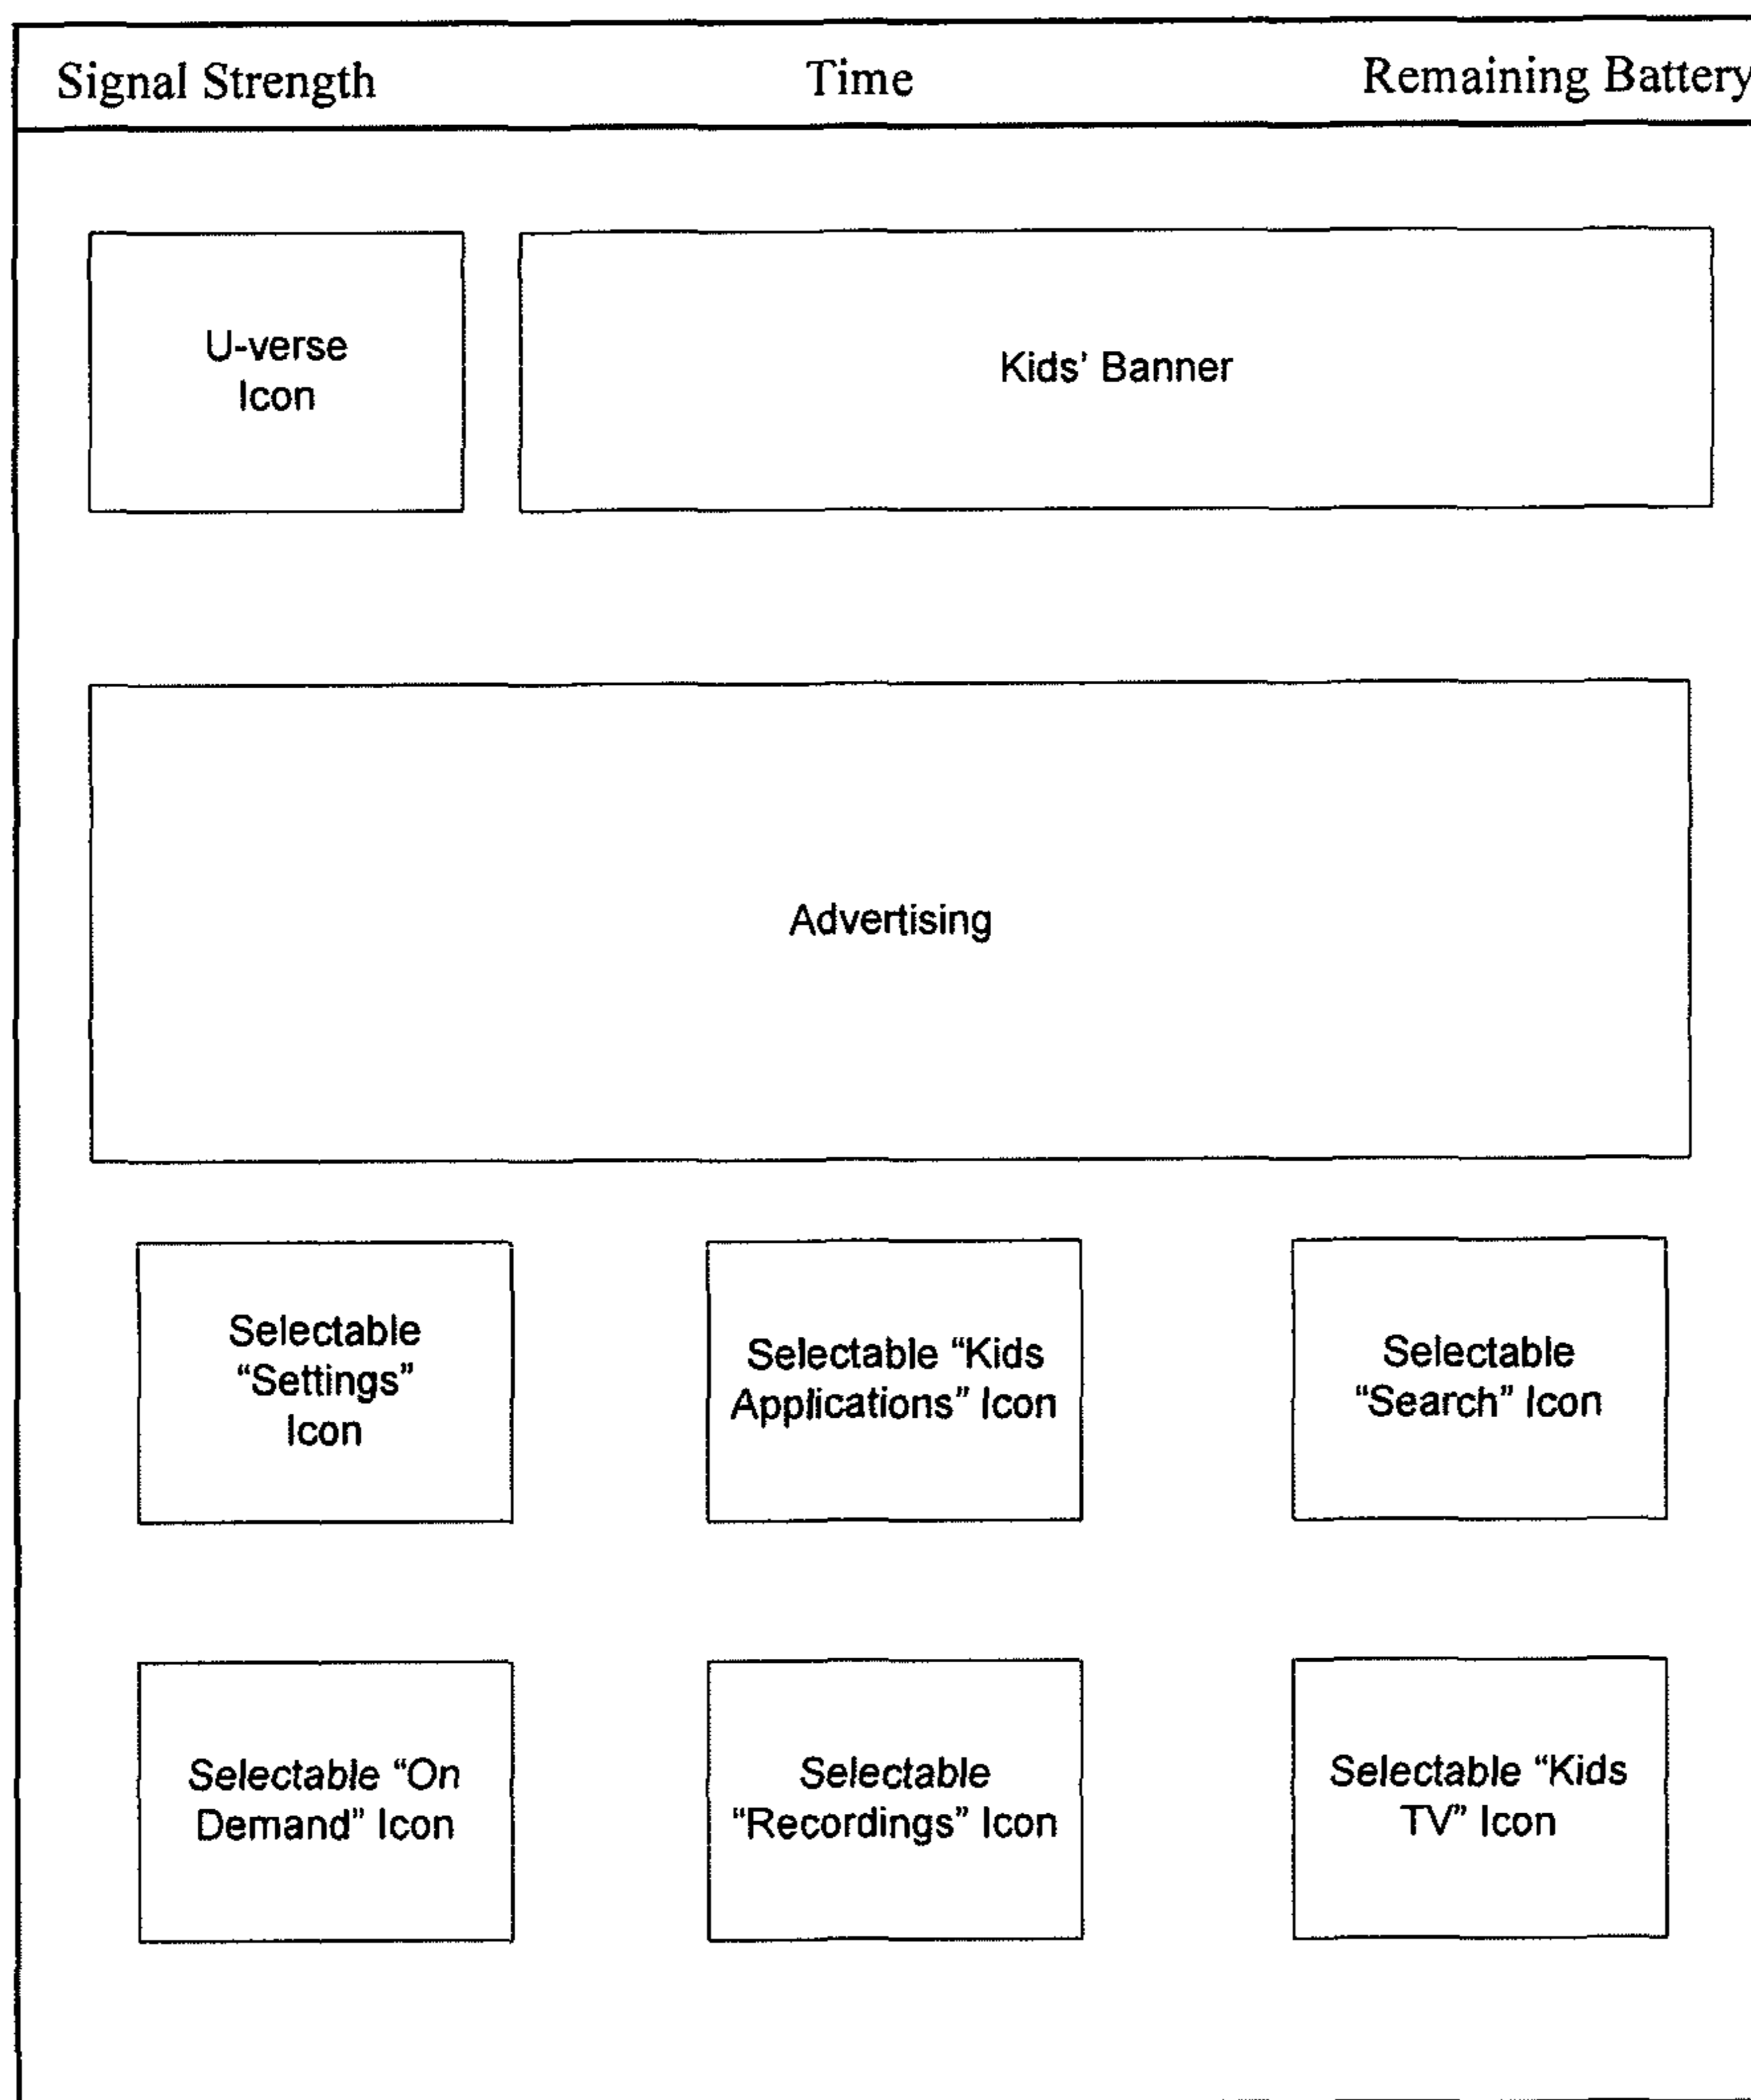 Signal Strength Time Remaining Battery
U-verse
Icon
Kids' Banner
Advertising
Selectable
“Settings”
Icon
Selectable “Kids
Applications” Icon
Selectable
“Search” Icon
Selectable “On
Demand” Icon
Selectable
“Recordings” Icon
Selectable “Kids
TV” Icon